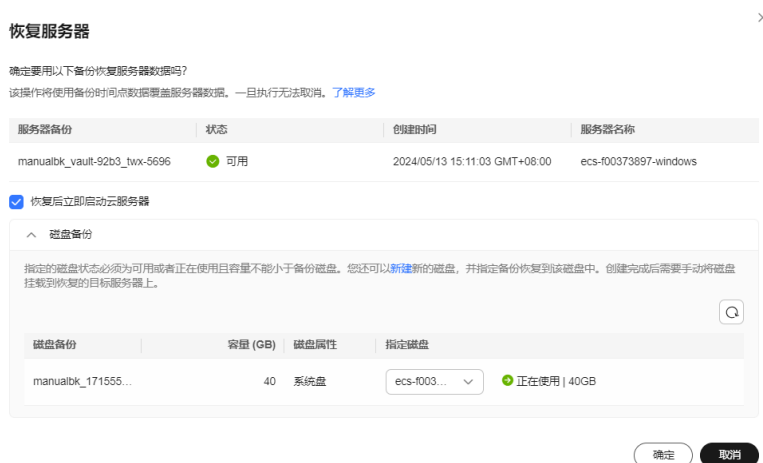 恢复服务器
确定要用以下备份恢复服务器数据吗?
该操作将使用备份时间点数据覆盖服务器数据。一旦执行无法取消。了解更多
服务器备份 状态 创建时间 服务器名称
manualbk_vault-92b3_twx-5696 可用 2024/05/13 15:11:03 GMT+08:00 ecs-f00373897-windows
恢复后立即启动云服务器
磁盘备份
指定的磁盘状态必须为可用或者正在使用且容量不能小于备份磁盘。您还可以新建新的磁盘，并指定备份恢复到该磁盘中。创建完成后需要手动将磁盘
挂载到恢复的目标服务器上。
磁盘备份 容量 (GB) 磁盘属性 指定磁盘
manualbk_171555... 40 系统盘 ecs-f003... 正在使用 | 40GB
确定 取消